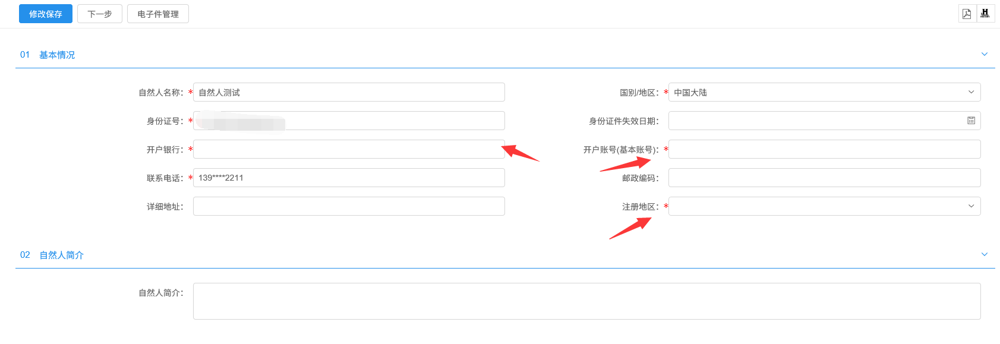 修改保存 下一步 电子件管理
01 基本情况
自然人名称：*自然人测试 国别/地区：*中国大陆
身份证号：* 身份证件失效日期：
开户银行：* 开户账号(基本账号)：*
联系电话：*139****2211 邮政编码：
详细地址： 注册地区：*
02 自然人简介
自然人简介：